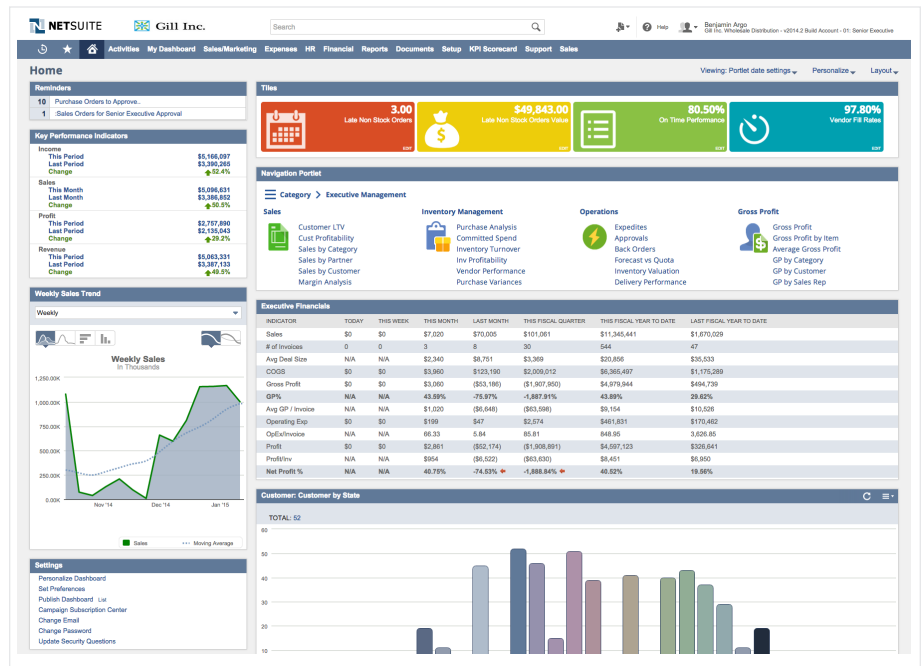 NETSUITE
Gill Inc.
Search
Help
Benjamin Argo
Gill Inc. Wholesale Distribution - v2014.2 Build Account - 01: Senior Executive
Activities My Dashboard Sales/Marketing Expenses HR Financial Reports Documents Setup KPI Scorecard Support Sales
Home
Viewing: Portlet date settings Personalize Layout
Reminders
10 Purchase Orders to Approve..
1 :Sales Orders for Senior Executive Approval
Key Performance Indicators
Income
This Period $5,166,097
Last Period $3,390,265
Change 52.4%
Sales
This Month $5,096,631
Last Month $3,386,852
Change 50.5%
Profit
This Period $2,757,890
Last Period $2,135,043
Change 29.2%
Revenue
This Period $5,063,331
Last Period $3,387,133
Change 49.5%
Weekly Sales Trend
Weekly
Weekly Sales
In Thousands
1,250.00K
1,000.00K
750.00K
500.00K
250.00K
0.00K
Nov '14 Dec '14 Jan '15
Sales Moving Average
Settings
Personalize Dashboard
Set Preferences
Publish Dashboard List
Campaign Subscription Center
Change Email
Change Password
Update Security Questions
Tiles
3.00
Late Non Stock Orders
EDIT
$49,843.00
Late Non Stock Orders Value
EDIT
80.50%
On Time Performance
EDIT
97.80%
Vendor Fill Rates
EDIT
Navigation Portlet
Category > Executive Management
Sales
Customer LTV
Cust Profitability
Sales by Category
Sales by Partner
Sales by Customer
Margin Analysis
Inventory Management
Purchase Analysis
Committed Spend
Inventory Turnover
Inv Profitability
Vendor Performance
Purchase Variances
Operations
Expedites
Approvals
Back Orders
Forecast vs Quota
Inventory Valuation
Delivery Performance
Gross Profit
Gross Profit
Gross Profit by Item
Average Gross Profit
GP by Category
GP by Customer
GP by Sales Rep
Executive Financials
INDICATOR TODAY THIS WEEK THIS MONTH LAST MONTH THIS FISCAL QUARTER THIS FISCAL YEAR TO DATE LAST FISCAL YEAR TO DATE
Sales $0 $0 $7,020 $70,005 $101,061 $11,345,441 $1,670,029
# of Invoices 0 0 3 8 30 544 47
Avg Deal Size N/A N/A $2,340 $8,751 $3,369 $20,856 $35,533
COGS $0 $0 $3,960 $123,190 $2,009,012 $6,365,497 $1,175,289
Gross Profit $0 $0 $3,060 ($53,186) ($1,907,950) $4,979,944 $494,739
GP% N/A N/A 43.59% -75.97% -1,887.91% 43.89% 29.62%
Avg GP / Invoice N/A N/A $1,020 ($6,648) ($63,598) $9,154 $10,526
Operating Exp $0 $0 $199 $47 $2,574 $461,831 $170,462
OpEx/Invoice N/A N/A 66.33 5.84 85.81 848.95 3,626.85
Profit $0 $0 $2,861 ($52,174) ($1,908,891) $4,597,123 $326,641
Profit/Inv N/A N/A $954 ($6,522) ($63,630) $8,451 $6,950
Net Profit % N/A N/A 40.75% -74.53% -1,888.84% 40.52% 19.56%
Customer: Customer by State
TOTAL: 52
60
50
40
30
20
10